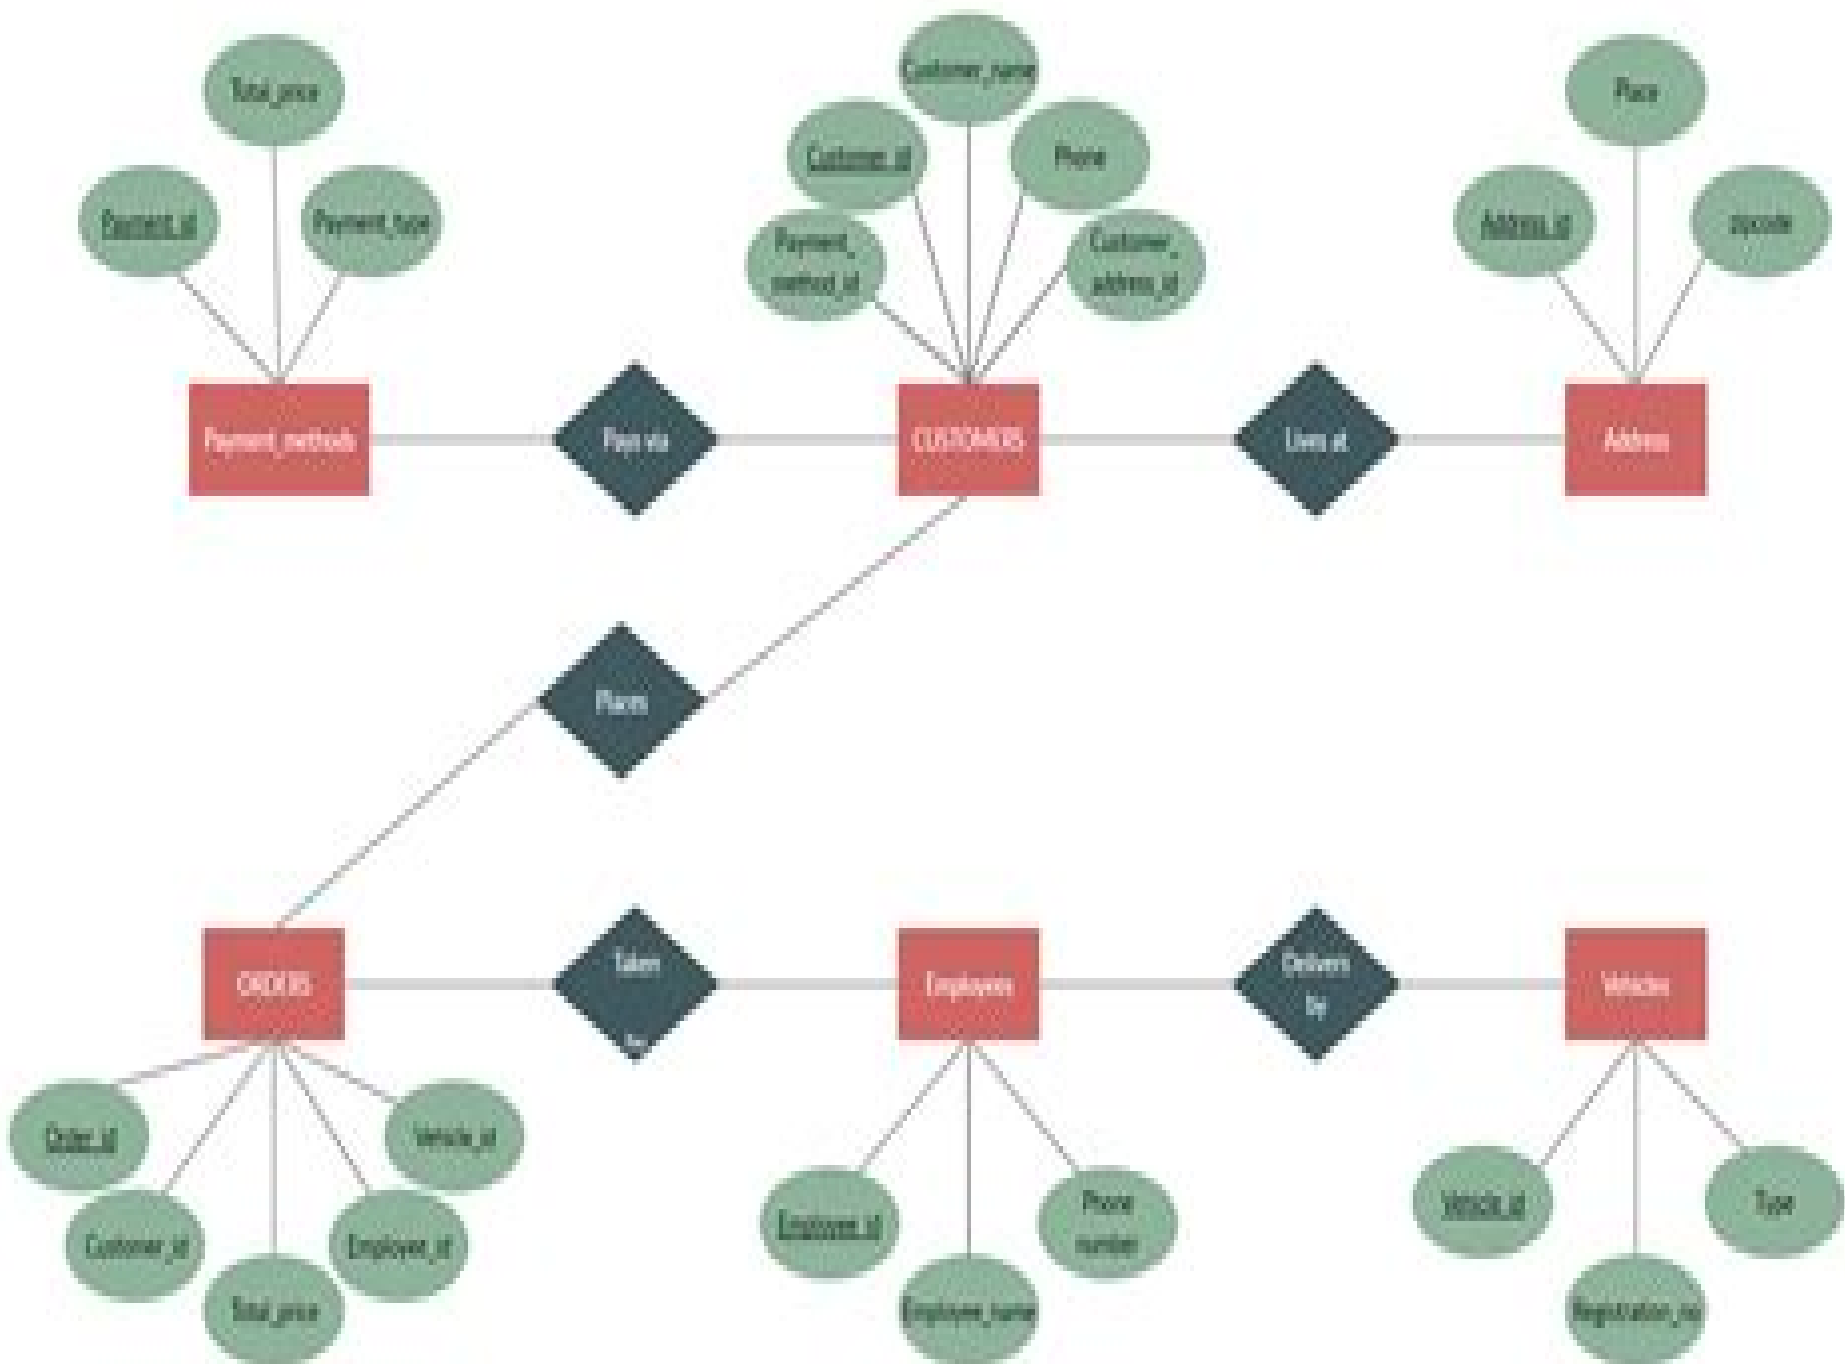 Customer_name
Total_price
Place
Customer_id
Phone
Payment_id
Payment_type
Payment_
method_id
Customer_
address_id
Address_id
zipcode
Payment_methods
Pays via
CUSTOMERS
Lives at
Address
Places
ORDERS
Taken
Employees
Delivers
by
Vehicles
Order_id
Vehicle_id
Customer_id
Employee_id
Total_price
Employee_id
Phone
number
Employee_name
Vehicle_id
Type
Registration_no